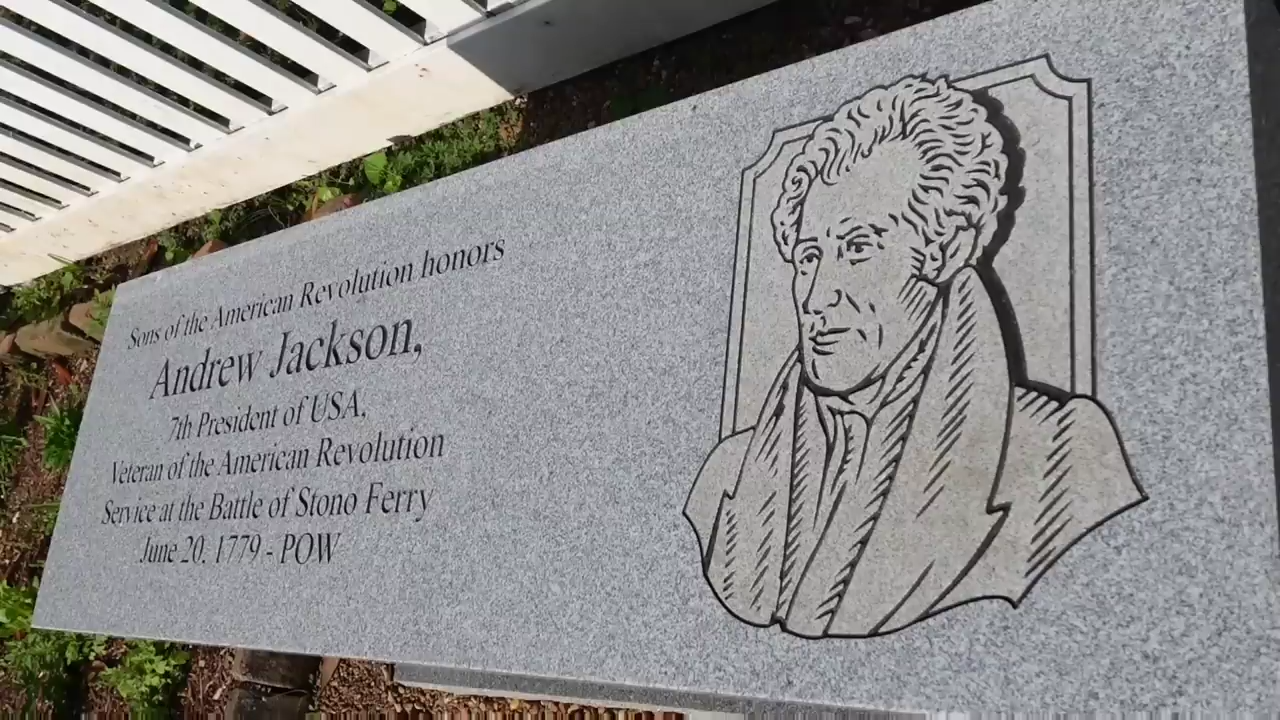 Sons of the American Revolution honors
Andrew Jackson,
7th President of USA,
Veteran of the American Revolution
Service at the Battle of Stono Ferry
June 20, 1779 - POW